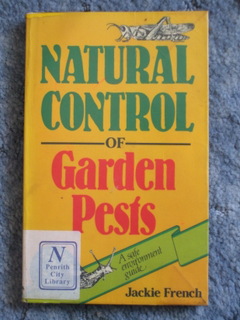 NATURAL
CONTROL
OF
Garden
Pests
A safe
environment
guide
N
Penrith
City
Library
Jackie French